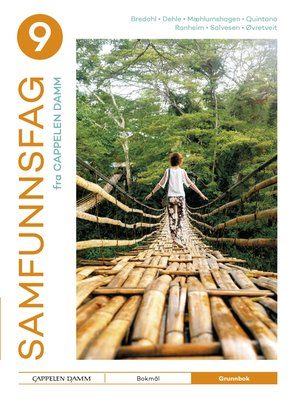 9
Bredahl • Dehle • Mæhlumshagen • Quintana
Ranheim • Salvesen • Øvretveit
SAMFUNNSFAG
fra CAPPELEN DAMM
CAPPELEN DAMM
Bokmål
Grunnbok